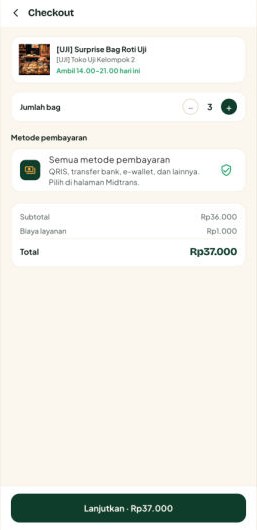 Checkout
[UJI] Surprise Bag Roti Uji
[UJI] Toko Uji Kelompok 2
Ambil 14.00–21.00 hari ini
Jumlah bag
− 3 +
Metode pembayaran
Semua metode pembayaran
QRIS, transfer bank, e-wallet, dan lainnya.
Pilih di halaman Midtrans.
Subtotal Rp36.000
Biaya layanan Rp1.000
Total Rp37.000
Lanjutkan · Rp37.000